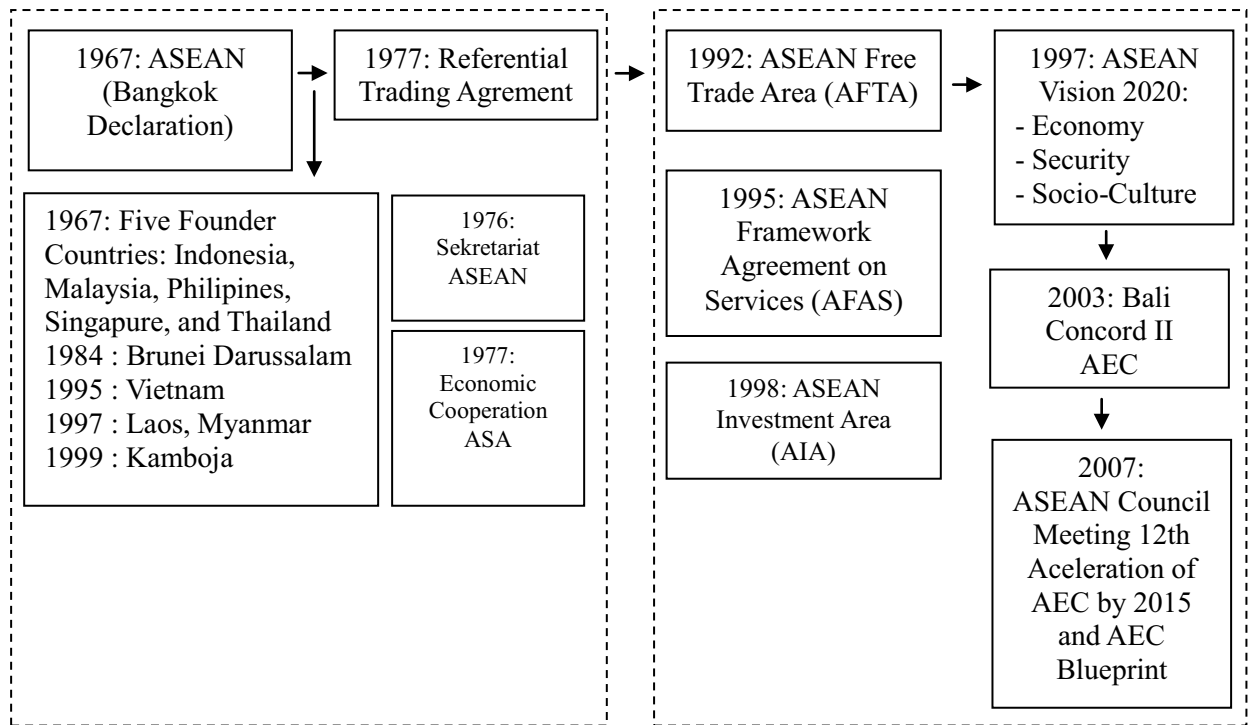 1967: ASEAN
(Bangkok
Declaration)
1977: Referential
Trading Agrement
1967: Five Founder
Countries: Indonesia,
Malaysia, Philipines,
Singapure, and Thailand
1984 : Brunei Darussalam
1995 : Vietnam
1997 : Laos, Myanmar
1999 : Kamboja
1976:
Sekretariat
ASEAN
1977:
Economic
Cooperation
ASA
1992: ASEAN Free
Trade Area (AFTA)
1995: ASEAN
Framework
Agreement on
Services (AFAS)
1998: ASEAN
Investment Area
(AIA)
1997: ASEAN
Vision 2020:
- Economy
- Security
- Socio-Culture
2003: Bali
Concord II
AEC
2007:
ASEAN Council
Meeting 12th
Aceleration of
AEC by 2015
and AEC
Blueprint